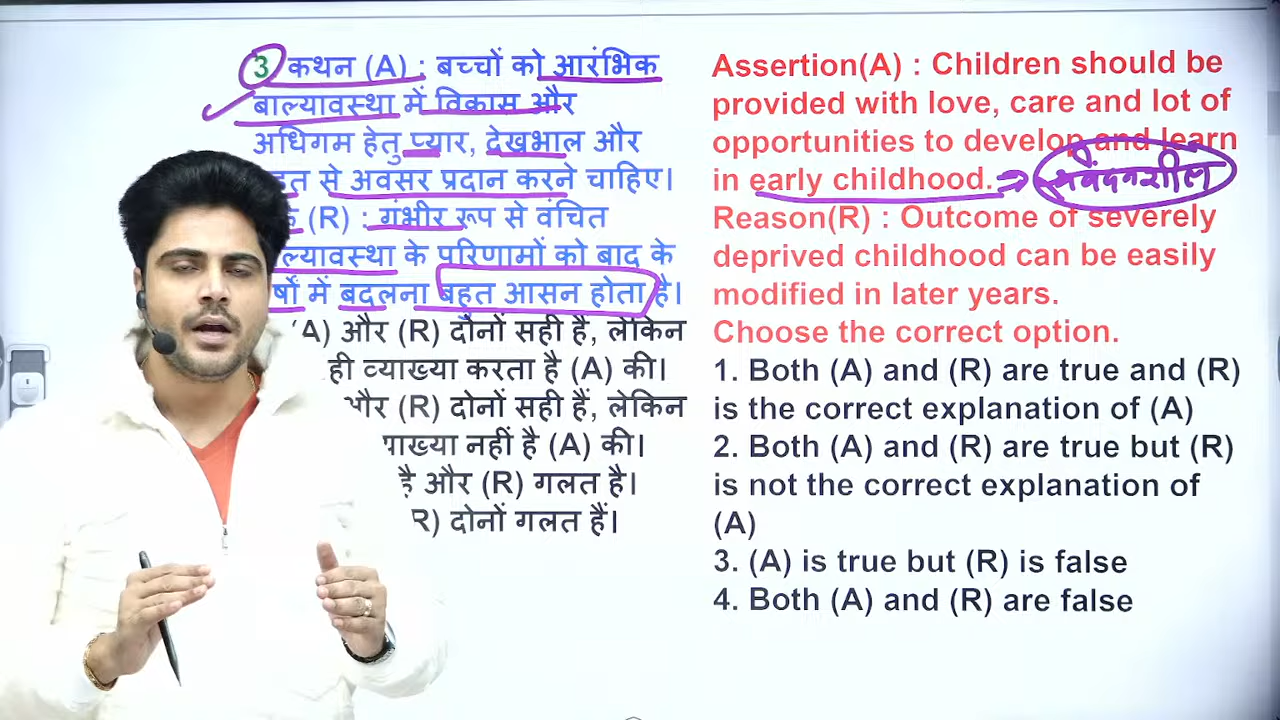 3 कथन (A) : बच्चों को आरंभिक
बाल्यावस्था में विकास और
अधिगम हेतु प्यार, देखभाल और
से अवसर प्रदान करने चाहिए।
(R) : गंभीर रूप से वंचित
के परिणामों को बाद के
में बदलना बहुत आसन होता है।
(A) और (R) दोनों सही हैं, लेकिन
ही व्याख्या करता है (A) की।
और (R) दोनों सही हैं, लेकिन
नहीं है (A) की।
है और (R) गलत है।
दोनों गलत हैं।
Assertion(A) : Children should be
provided with love, care and lot of
opportunities to develop and learn
in early childhood. संवेदनशील
Reason(R) : Outcome of severely
deprived childhood can be easily
modified in later years.
Choose the correct option.
1. Both (A) and (R) are true and (R)
is the correct explanation of (A)
2. Both (A) and (R) are true but (R)
is not the correct explanation of
(A)
3. (A) is true but (R) is false
4. Both (A) and (R) are false